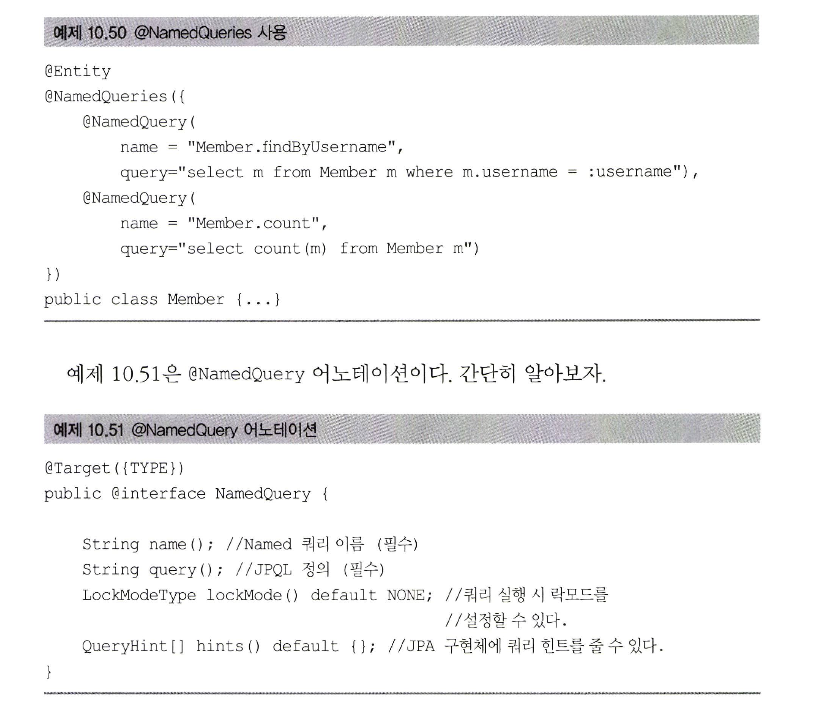 예제 10.50 @NamedQueries 사용
@Entity
@NamedQueries({
    @NamedQuery(
        name = "Member.findByUsername",
        query="select m from Member m where m.username = :username"),
    @NamedQuery(
        name = "Member.count",
        query="select count(m) from Member m")
})
public class Member {...}
예제 10.51은 @NamedQuery 어노테이션이다. 간단히 알아보자.
예제 10.51 @NamedQuery 어노테이션
@Target({TYPE})
public @interface NamedQuery {
    String name(); //Named 쿼리 이름 (필수)
    String query(); //JPQL 정의 (필수)
    LockModeType lockMode() default NONE; //쿼리 실행 시 락모드를
                                          //설정할 수 있다.
    QueryHint[] hints() default {}; //JPA 구현체에 쿼리 힌트를 줄 수 있다.
}